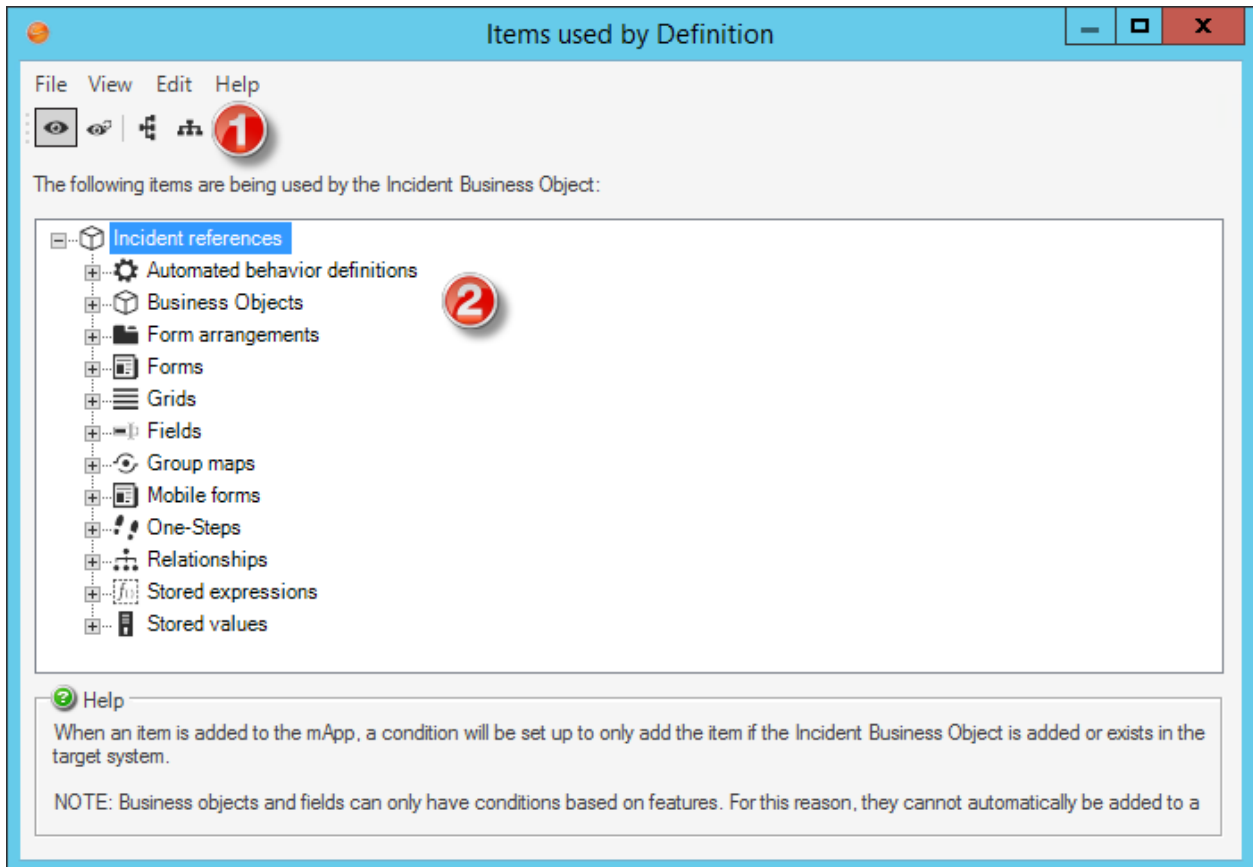 Items used by Definition
File View Edit Help
1
The following items are being used by the Incident Business Object:
Incident references
Automated behavior definitions
2
Business Objects
Form arrangements
Forms
Grids
Fields
Group maps
Mobile forms
One-Steps
Relationships
Stored expressions
Stored values
Help
When an item is added to the mApp, a condition will be set up to only add the item if the Incident Business Object is added or exists in the
target system.
NOTE: Business objects and fields can only have conditions based on features. For this reason, they cannot automatically be added to a